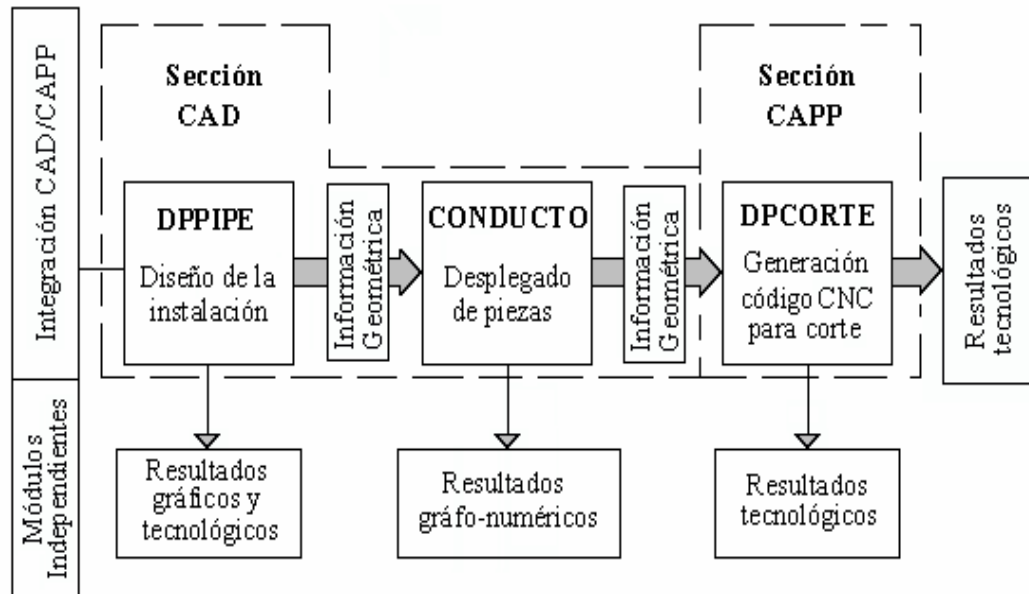 Integración CAD/CAPP
Sección
CAD
Sección
CAPP
DPPIPE
Diseño de la
instalación
Información
Geométrica
CONDUCTO
Desplegado
de piezas
Información
Geométrica
DPCORTE
Generación
código CNC
para corte
Resultados
tecnológicos
Módulos
Independientes
Resultados
gráficos y
tecnológicos
Resultados
gráfo-numéricos
Resultados
tecnológicos